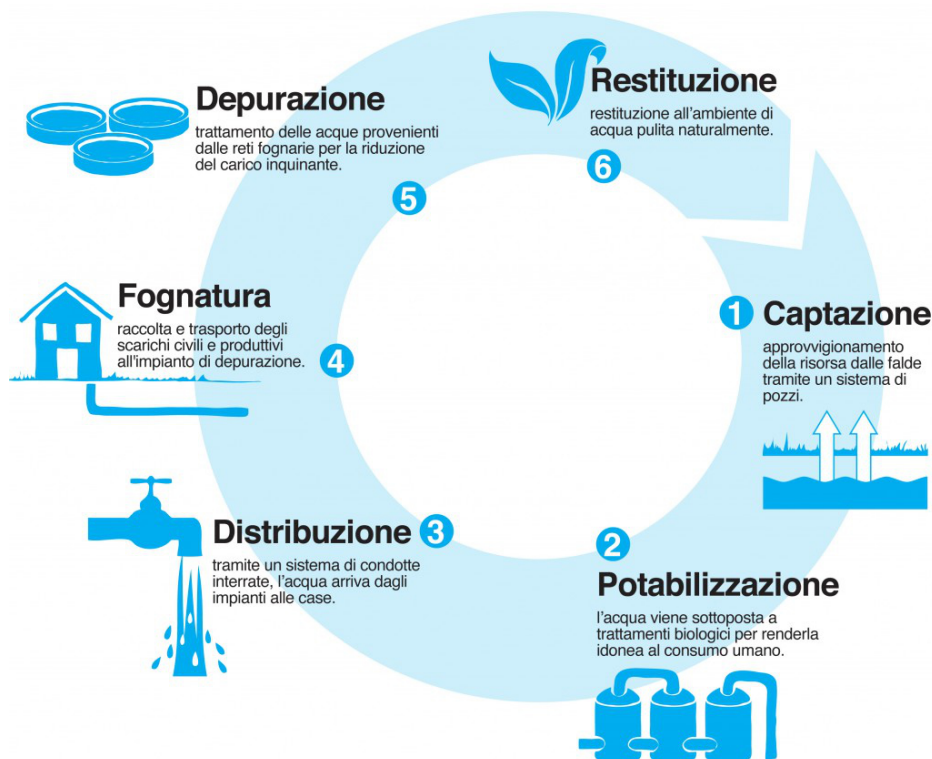 1 Captazione
approvvigionamento
della risorsa dalle falde
tramite un sistema di
pozzi.
2
Potabilizzazione
l'acqua viene sottoposta a
trattamenti biologici per renderla
idonea al consumo umano.
Distribuzione 3
tramite un sistema di condotte
interrate, l'acqua arriva dagli
impianti alle case.
Fognatura
raccolta e trasporto degli
scarichi civili e produttivi
all'impianto di depurazione.
4
Depurazione
trattamento delle acque provenienti
dalle reti fognarie per la riduzione
del carico inquinante.
5
Restituzione
restituzione all'ambiente di
acqua pulita naturalmente.
6